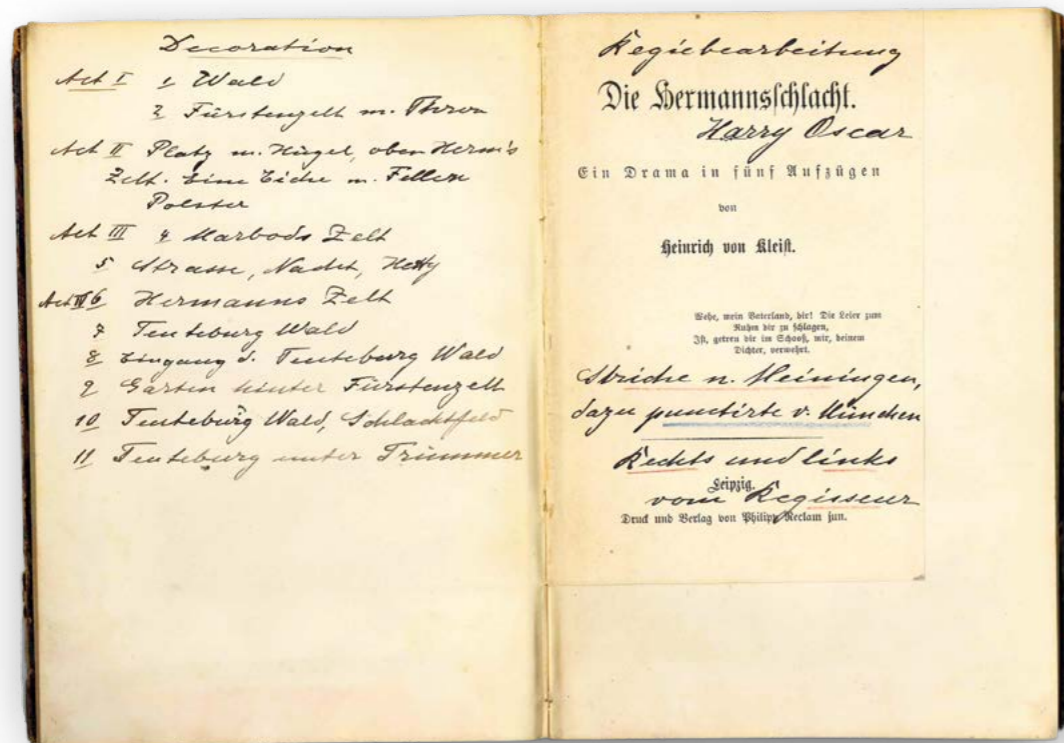 Decoration
Act I 1 Wald
2 Fürstenzelt m. Thron
Act II Platz m. Hügel, oben Herm's
Zelt. Eine Eiche m. Fellen
Polster
Act III 4 Marbods Zelt
5 Strasse, Nacht, Hally
Act IV 6 Hermanns Zelt
7 Teuteburg Wald
8 Eingang d. Teuteburg Wald
9 Garten hinter Fürstenzelt
10 Teuteburg Wald, Schlachtfeld
11 Teuteburg unter Trümmer
Regiebearbeitung
Die Hermannsschlacht.
Harry Oscar
Ein Drama in fünf Aufzügen
von
Heinrich von Kleist.
Wehe, mein Vaterland, dir! Die Leier zum
Ruhm dir zu schlagen,
Ist, getreu dir im Schooß, mir, deinem
Dichter, verwehrt.
Striche n. Meiningen,
dazu punctirte v. München
Rechts und links
Leipzig.
vom Regisseur
Druck und Verlag von Philipp Reclam jun.